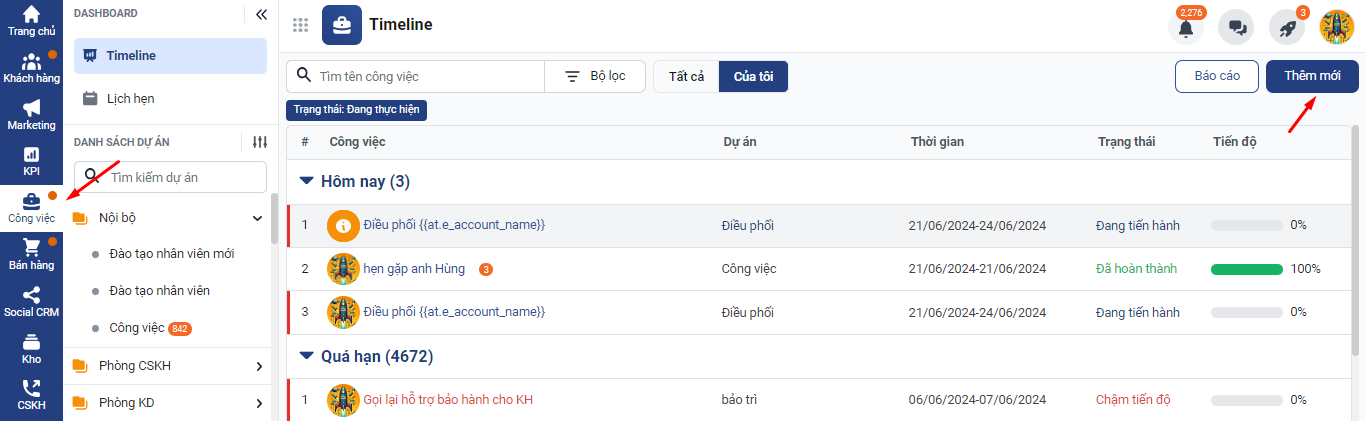 Trang chủ
Khách hàng
Marketing
KPI
Công việc
Bán hàng
Social CRM
Kho
CSKH
DASHBOARD
Timeline
Lịch hẹn
DANH SÁCH DỰ ÁN
Tìm kiếm dự án
Nội bộ
Đào tạo nhân viên mới
Đào tạo nhân viên
Công việc 842
Phòng CSKH
Phòng KD
Timeline 2,276 3
Tìm tên công việc Bộ lọc Tất cả Của tôi Báo cáo Thêm mới
Trạng thái: Đang thực hiện
# Công việc Dự án Thời gian Trạng thái Tiến độ
Hôm nay (3)
1 Điều phối {{at.e_account_name}} Điều phối 21/06/2024-24/06/2024 Đang tiến hành 0%
2 hẹn gặp anh Hùng 3 Công việc 21/06/2024-21/06/2024 Đã hoàn thành 100%
3 Điều phối {{at.e_account_name}} Điều phối 21/06/2024-24/06/2024 Đang tiến hành 0%
Quá hạn (4672)
1 Gọi lại hỗ trợ bảo hành cho KH bảo trì 06/06/2024-07/06/2024 Chậm tiến độ 0%